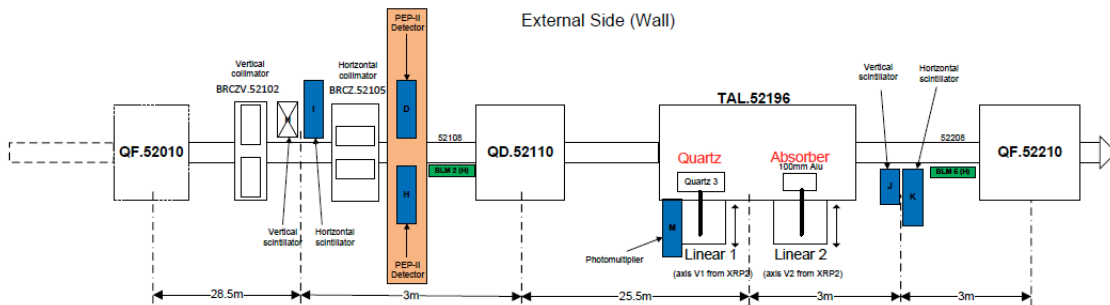 External Side (Wall)
PEP-II
Detector
Vertical
collimator
BRCZV.52102
Horizontal
collimator
BRCZ.52105
Vertical
scintillator
Horizontal
scintillator
TAL.52196
I
D
52108
52208
QF.52010
QD.52110
QF.52210
Quartz
Absorber
100mm Alu
BLM 2 (H)
BLM 6 (H)
Quartz 3
J
K
H
M
Vertical
scintillator
Horizontal
scintillator
Photomultiplier
Linear 1
Linear 2
(axis V1 from XRP2)
(axis V2 from XRP2)
PEP-II
Detector
28.5m
3m
25.5m
3m
3m